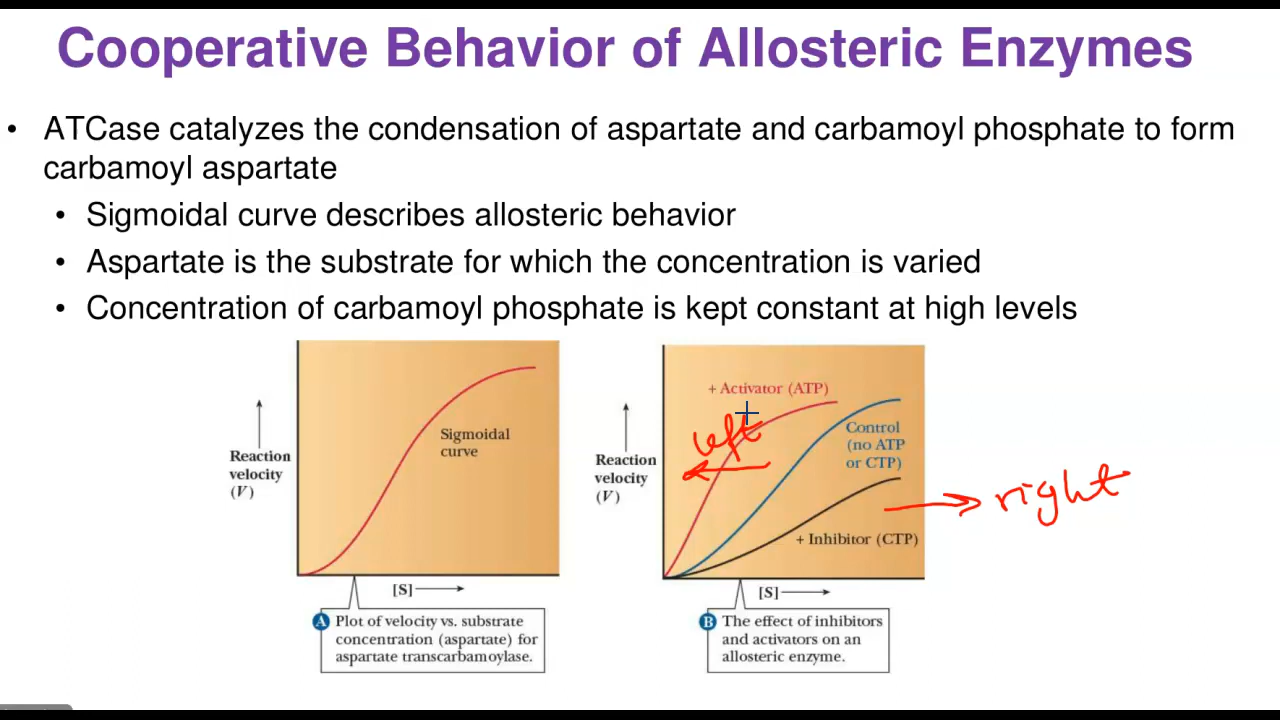 Cooperative Behavior of Allosteric Enzymes
• ATCase catalyzes the condensation of aspartate and carbamoyl phosphate to form
carbamoyl aspartate
• Sigmoidal curve describes allosteric behavior
• Aspartate is the substrate for which the concentration is varied
• Concentration of carbamoyl phosphate is kept constant at high levels
Reaction
velocity
(V)
Sigmoidal
curve
[S]
A Plot of velocity vs. substrate
concentration (aspartate) for
aspartate transcarbamoylase.
Reaction
velocity
(V)
+ Activator (ATP)
left
Control
(no ATP
or CTP)
right
+ Inhibitor (CTP)
[S]
B The effect of inhibitors
and activators on an
allosteric enzyme.